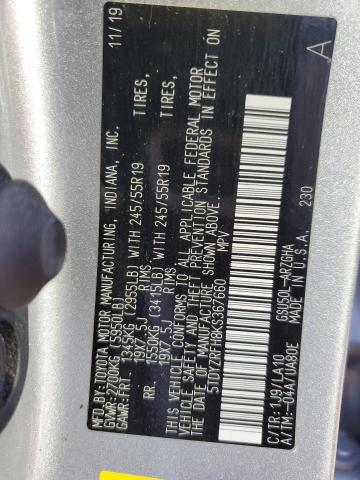 MFD. BY: TOYOTA MOTOR MANUFACTURING, INDIANA, INC. 11/19
GVWR:2700KG (5950LB)
GAWR:FRT. 1345KG (2955LB) WITH 245/55R19 TIRES,
19X7.5J RIMS
RR. 1550KG (3415LB) WITH 245/55R19 TIRES,
19X7.5J RIMS
THIS VEHICLE CONFORMS TO ALL APPLICABLE FEDERAL MOTOR
VEHICLE SAFETY AND THEFT PREVENTION STANDARDS IN EFFECT ON
THE DATE OF MANUFACTURE SHOWN ABOVE.
5TDYZRFH8KS367660 MPV
A
C/TR: 1J9/LA10 GSU50L-ARZGHA
A/TM:-04A/UA80E MADE IN U.S.A. 230